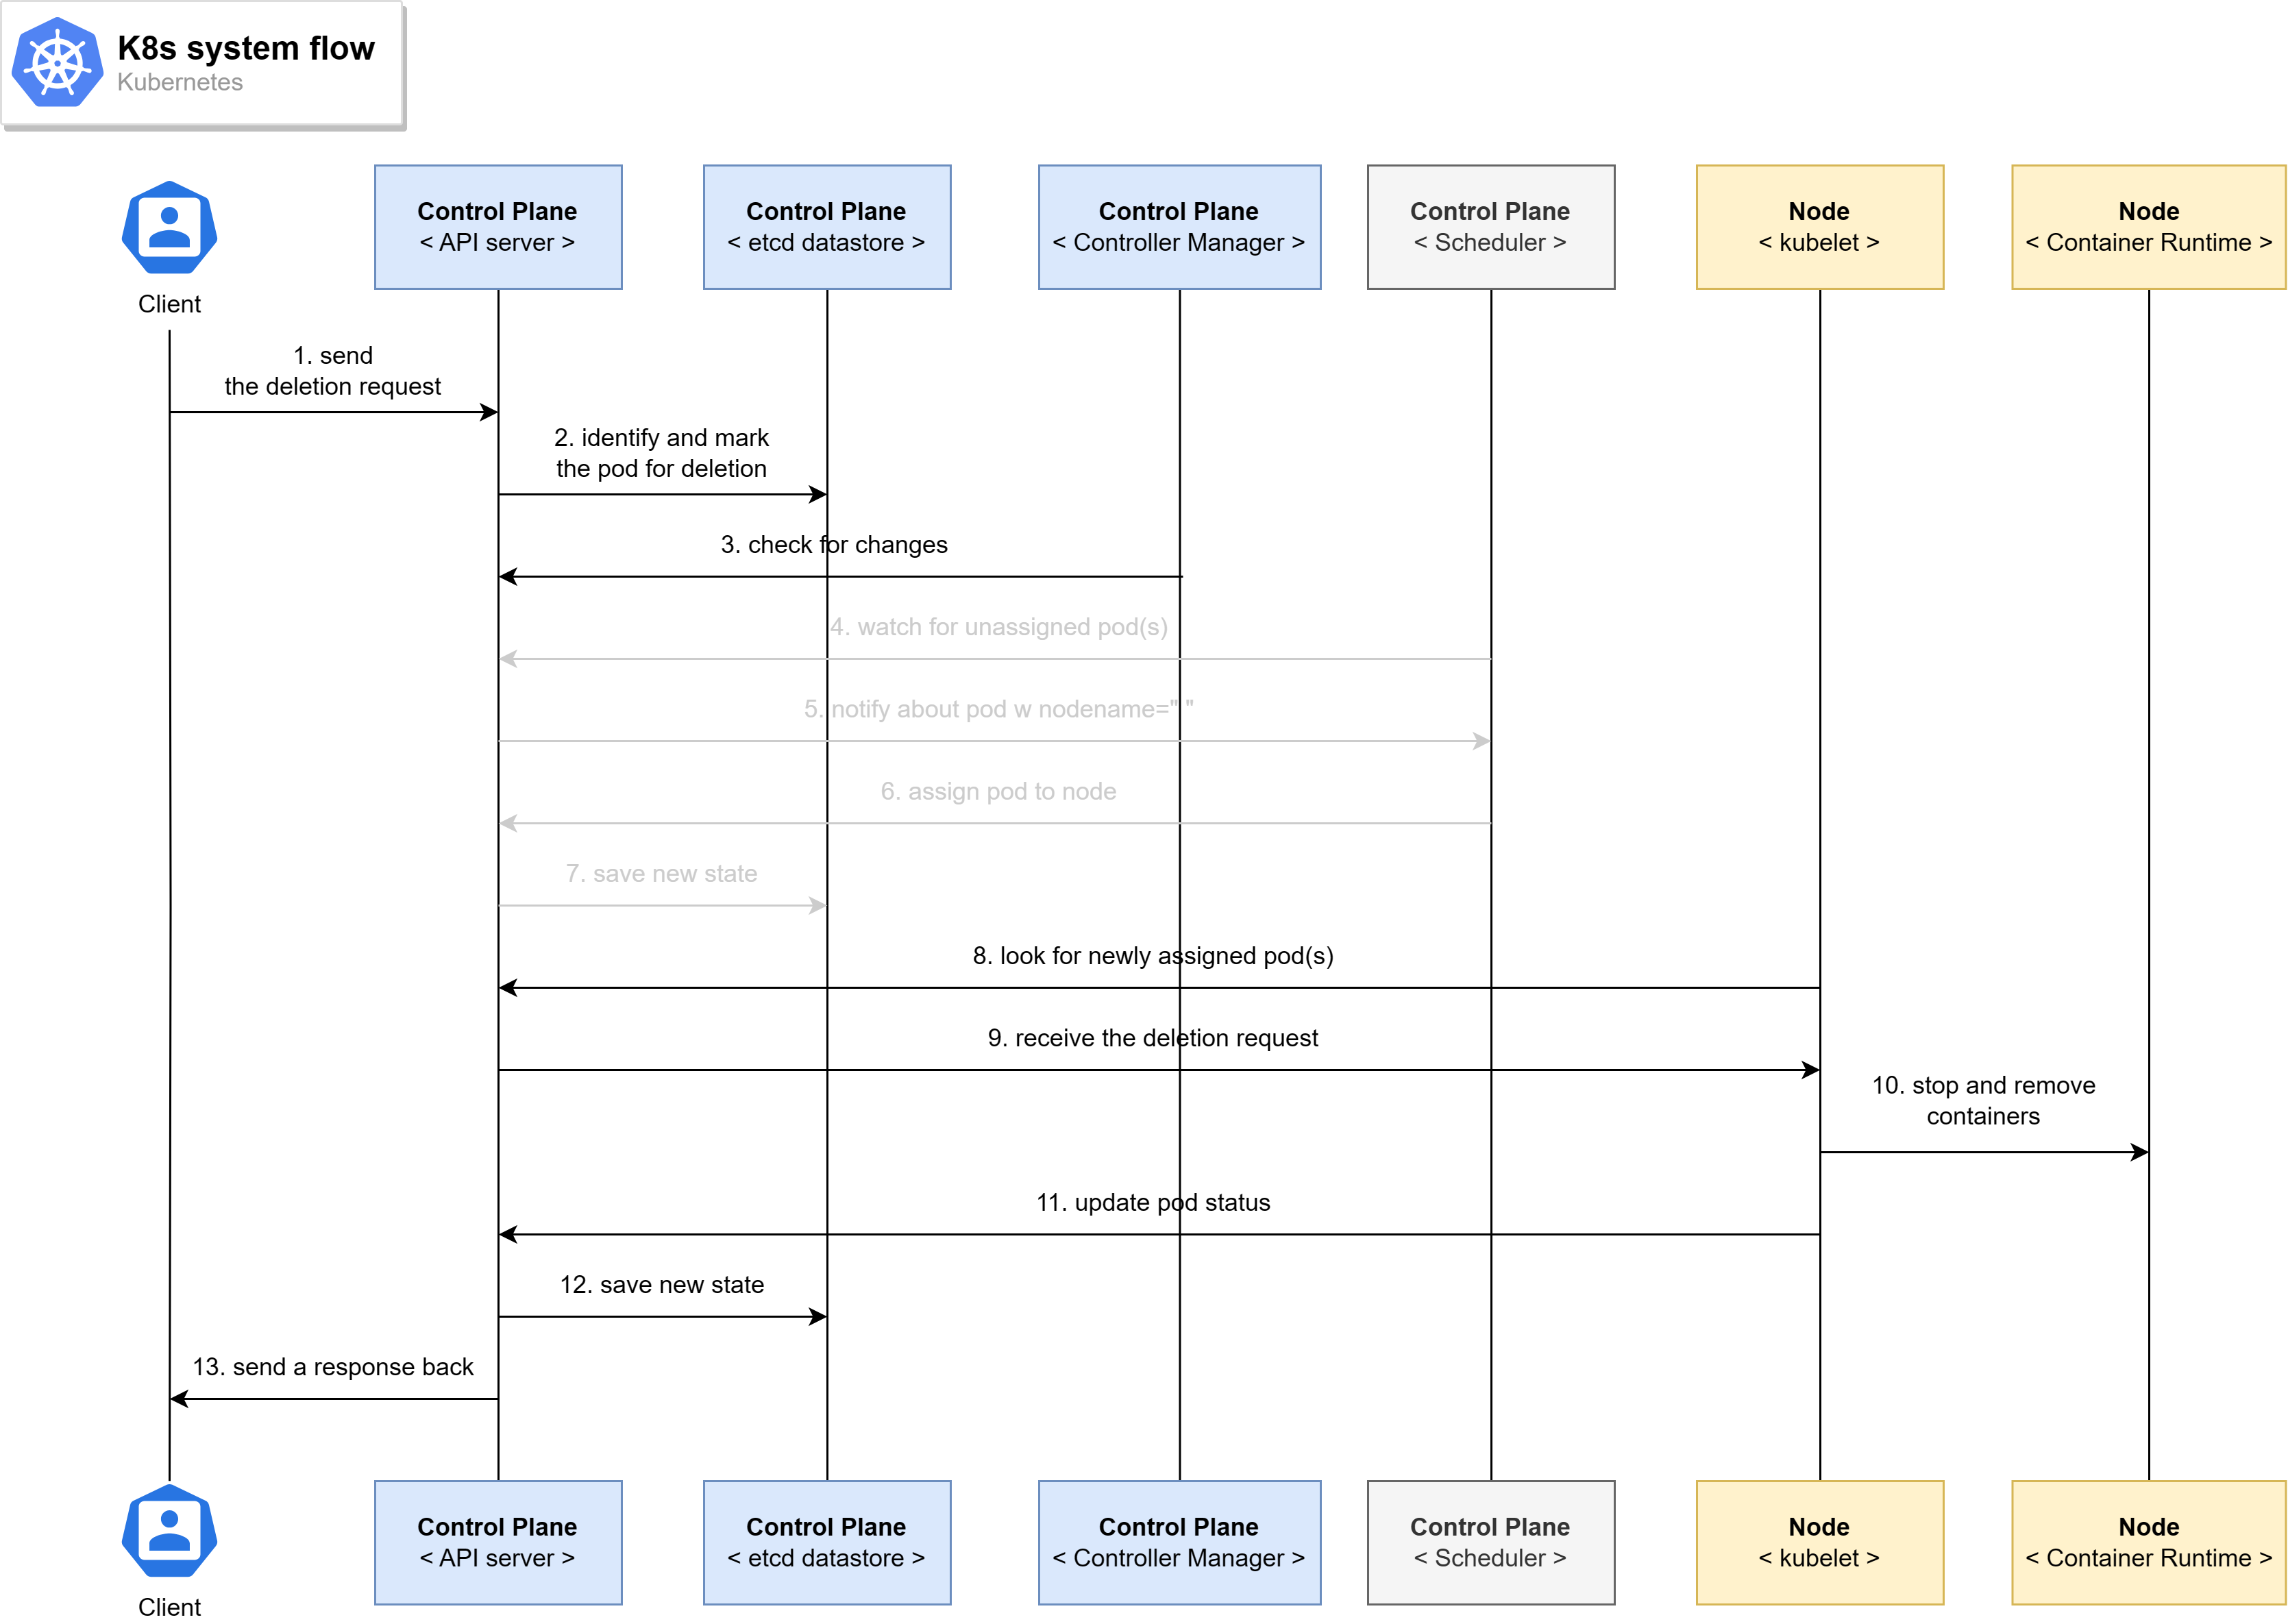 K8s system flow
Kubernetes
Client
Control Plane
< API server >
Control Plane
< etcd datastore >
Control Plane
< Controller Manager >
Control Plane
< Scheduler >
Node
< kubelet >
Node
< Container Runtime >
1. send
the deletion request
2. identify and mark
the pod for deletion
3. check for changes
4. watch for unassigned pod(s)
5. notify about pod w nodename=" "
6. assign pod to node
7. save new state
8. look for newly assigned pod(s)
9. receive the deletion request
10. stop and remove
containers
11. update pod status
12. save new state
13. send a response back
Client
Control Plane
< API server >
Control Plane
< etcd datastore >
Control Plane
< Controller Manager >
Control Plane
< Scheduler >
Node
< kubelet >
Node
< Container Runtime >